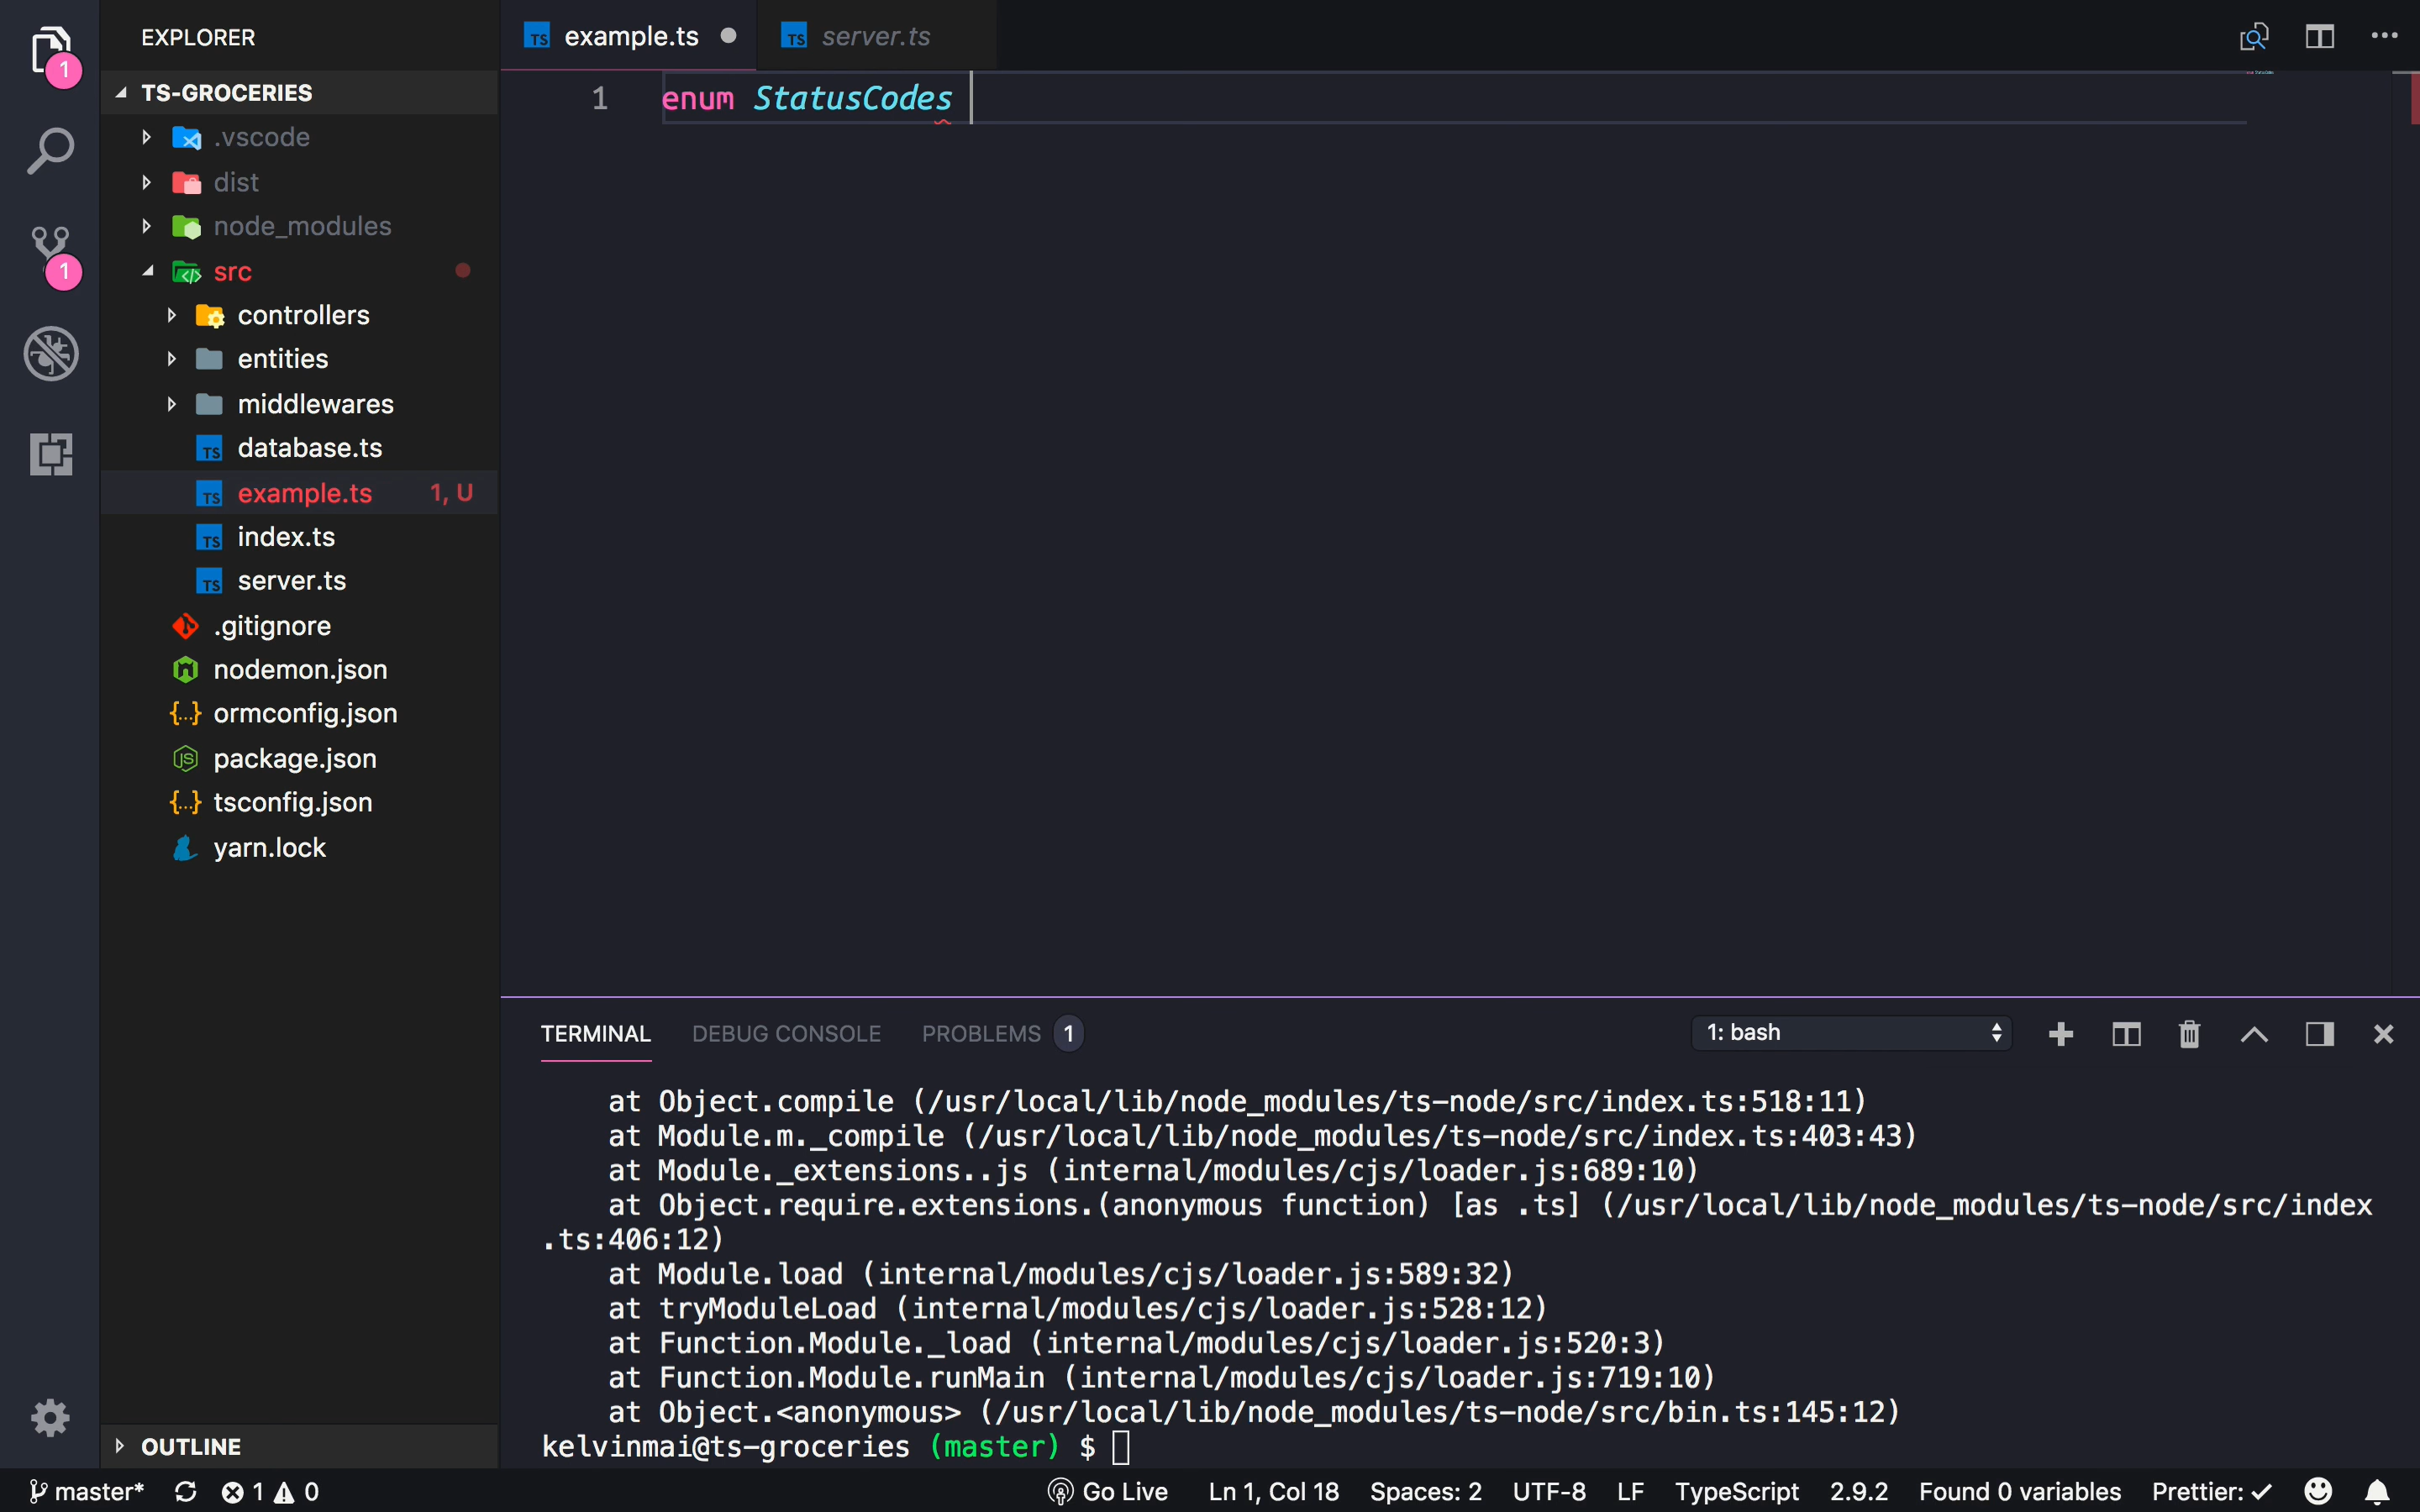 EXPLORER
TS-GROCERIES
.vscode
dist
node_modules
src
controllers
entities
middlewares
TS database.ts
TS example.ts 1, U
TS index.ts
TS server.ts
.gitignore
nodemon.json
{..} ormconfig.json
JS package.json
{..} tsconfig.json
yarn.lock
OUTLINE
1
1
TS example.ts
TS server.ts
1 enum StatusCodes
TERMINAL DEBUG CONSOLE PROBLEMS 1
1: bash
at Object.compile (/usr/local/lib/node_modules/ts-node/src/index.ts:518:11)
at Module.m._compile (/usr/local/lib/node_modules/ts-node/src/index.ts:403:43)
at Module._extensions..js (internal/modules/cjs/loader.js:689:10)
at Object.require.extensions.(anonymous function) [as .ts] (/usr/local/lib/node_modules/ts-node/src/index
.ts:406:12)
at Module.load (internal/modules/cjs/loader.js:589:32)
at tryModuleLoad (internal/modules/cjs/loader.js:528:12)
at Function.Module._load (internal/modules/cjs/loader.js:520:3)
at Function.Module.runMain (internal/modules/cjs/loader.js:719:10)
at Object.<anonymous> (/usr/local/lib/node_modules/ts-node/src/bin.ts:145:12)
kelvinmai@ts-groceries (master) $
master* 1 0 Go Live Ln 1, Col 18 Spaces: 2 UTF-8 LF TypeScript 2.9.2 Found 0 variables Prettier: ✓